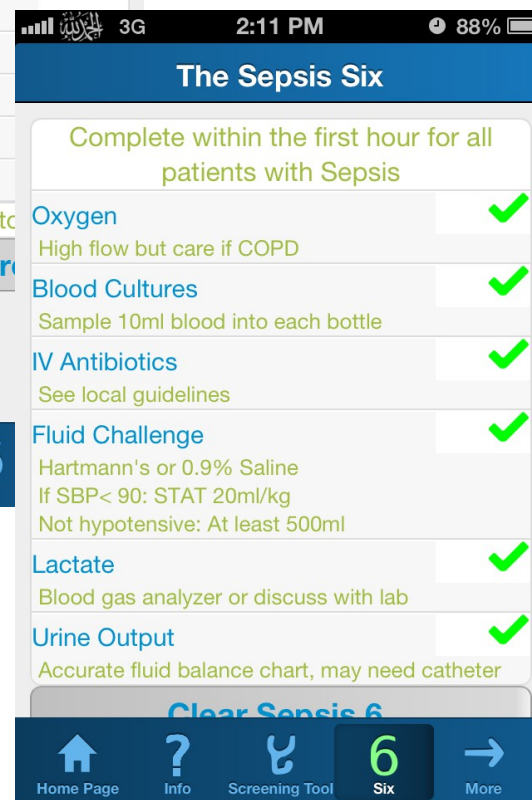 الحمد لله 3G 2:11 PM 88%
The Sepsis Six
Complete within the first hour for all
patients with Sepsis
Oxygen
High flow but care if COPD
Blood Cultures
Sample 10ml blood into each bottle
IV Antibiotics
See local guidelines
Fluid Challenge
Hartmann's or 0.9% Saline
If SBP< 90: STAT 20ml/kg
Not hypotensive: At least 500ml
Lactate
Blood gas analyzer or discuss with lab
Urine Output
Accurate fluid balance chart, may need catheter
Clear Sepsis 6
6
Home Page Info Screening Tool Six More